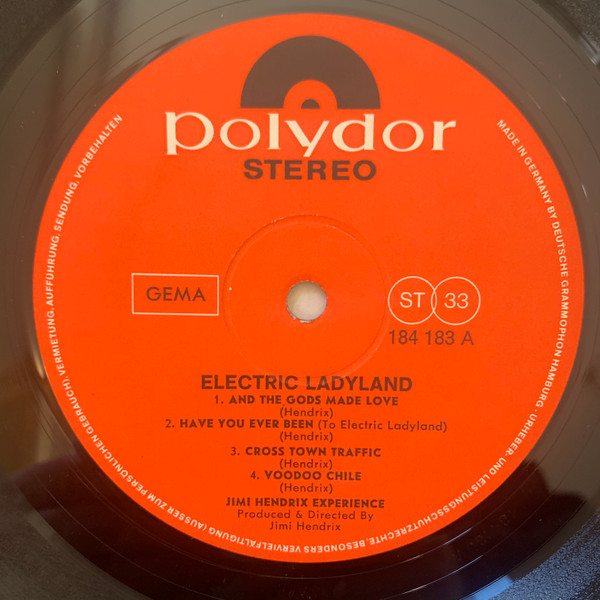 polydor
STEREO
GEMA
ST 33
184 183 A
ELECTRIC LADYLAND
1. AND THE GODS MADE LOVE
(Hendrix)
2. HAVE YOU EVER BEEN (To Electric Ladyland)
(Hendrix)
3. CROSS TOWN TRAFFIC
(Hendrix)
4. VOODOO CHILE
(Hendrix)
JIMI HENDRIX EXPERIENCE
Produced & Directed By
Jimi Hendrix
MADE IN GERMANY BY DEUTSCHE GRAMMOPHON HAMBURG · URHEBER- UND LEISTUNGSSCHUTZRECHTE, BESONDERS VERVIELFÄLTIGUNG (AUSSER ZUM PERSÖNLICHEN GEBRAUCH), VERMIETUNG, AUFFÜHRUNG, SENDUNG, VORBEHALTEN